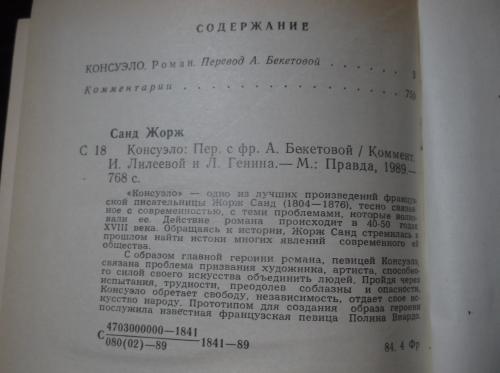 СОДЕРЖАНИЕ
КОНСУЭЛО. Роман. Перевод А. Бекетовой . . . . . . 3
Комментарии . . . . . . . . . . . . 750
Санд Жорж
С 18 Консуэло: Пер. с фр. А. Бекетовой / Коммент.
И. Лилеевой и Л. Генина.— М.: Правда, 1989.—
768 с.
«Консуэло» — одно из лучших произведений француз-
ской писательницы Жорж Санд (1804—1876), тесно связан-
ное с современностью, с теми проблемами, которые волно-
вали ее. Действие романа происходит в 40-50 годах
XVIII века. Обращаясь к истории, Жорж Санд стремилась в
прошлом найти истоки многих явлений современного ей
общества.
С образом главной героини романа, певицей Консуэло,
связана проблема призвания художника, артиста, способно-
го силой своего искусства объединить людей. Пройдя через
испытания, трудности, преодолев соблазны и опасности,
Консуэло обретает свободу, независимость, отдает свое ис-
кусство народу. Прототипом для создания образа героини
послужила известная французская певица Полина Виардо.
С 4703000000—1841
080(02)—89 1841—89
84. 4 Фр